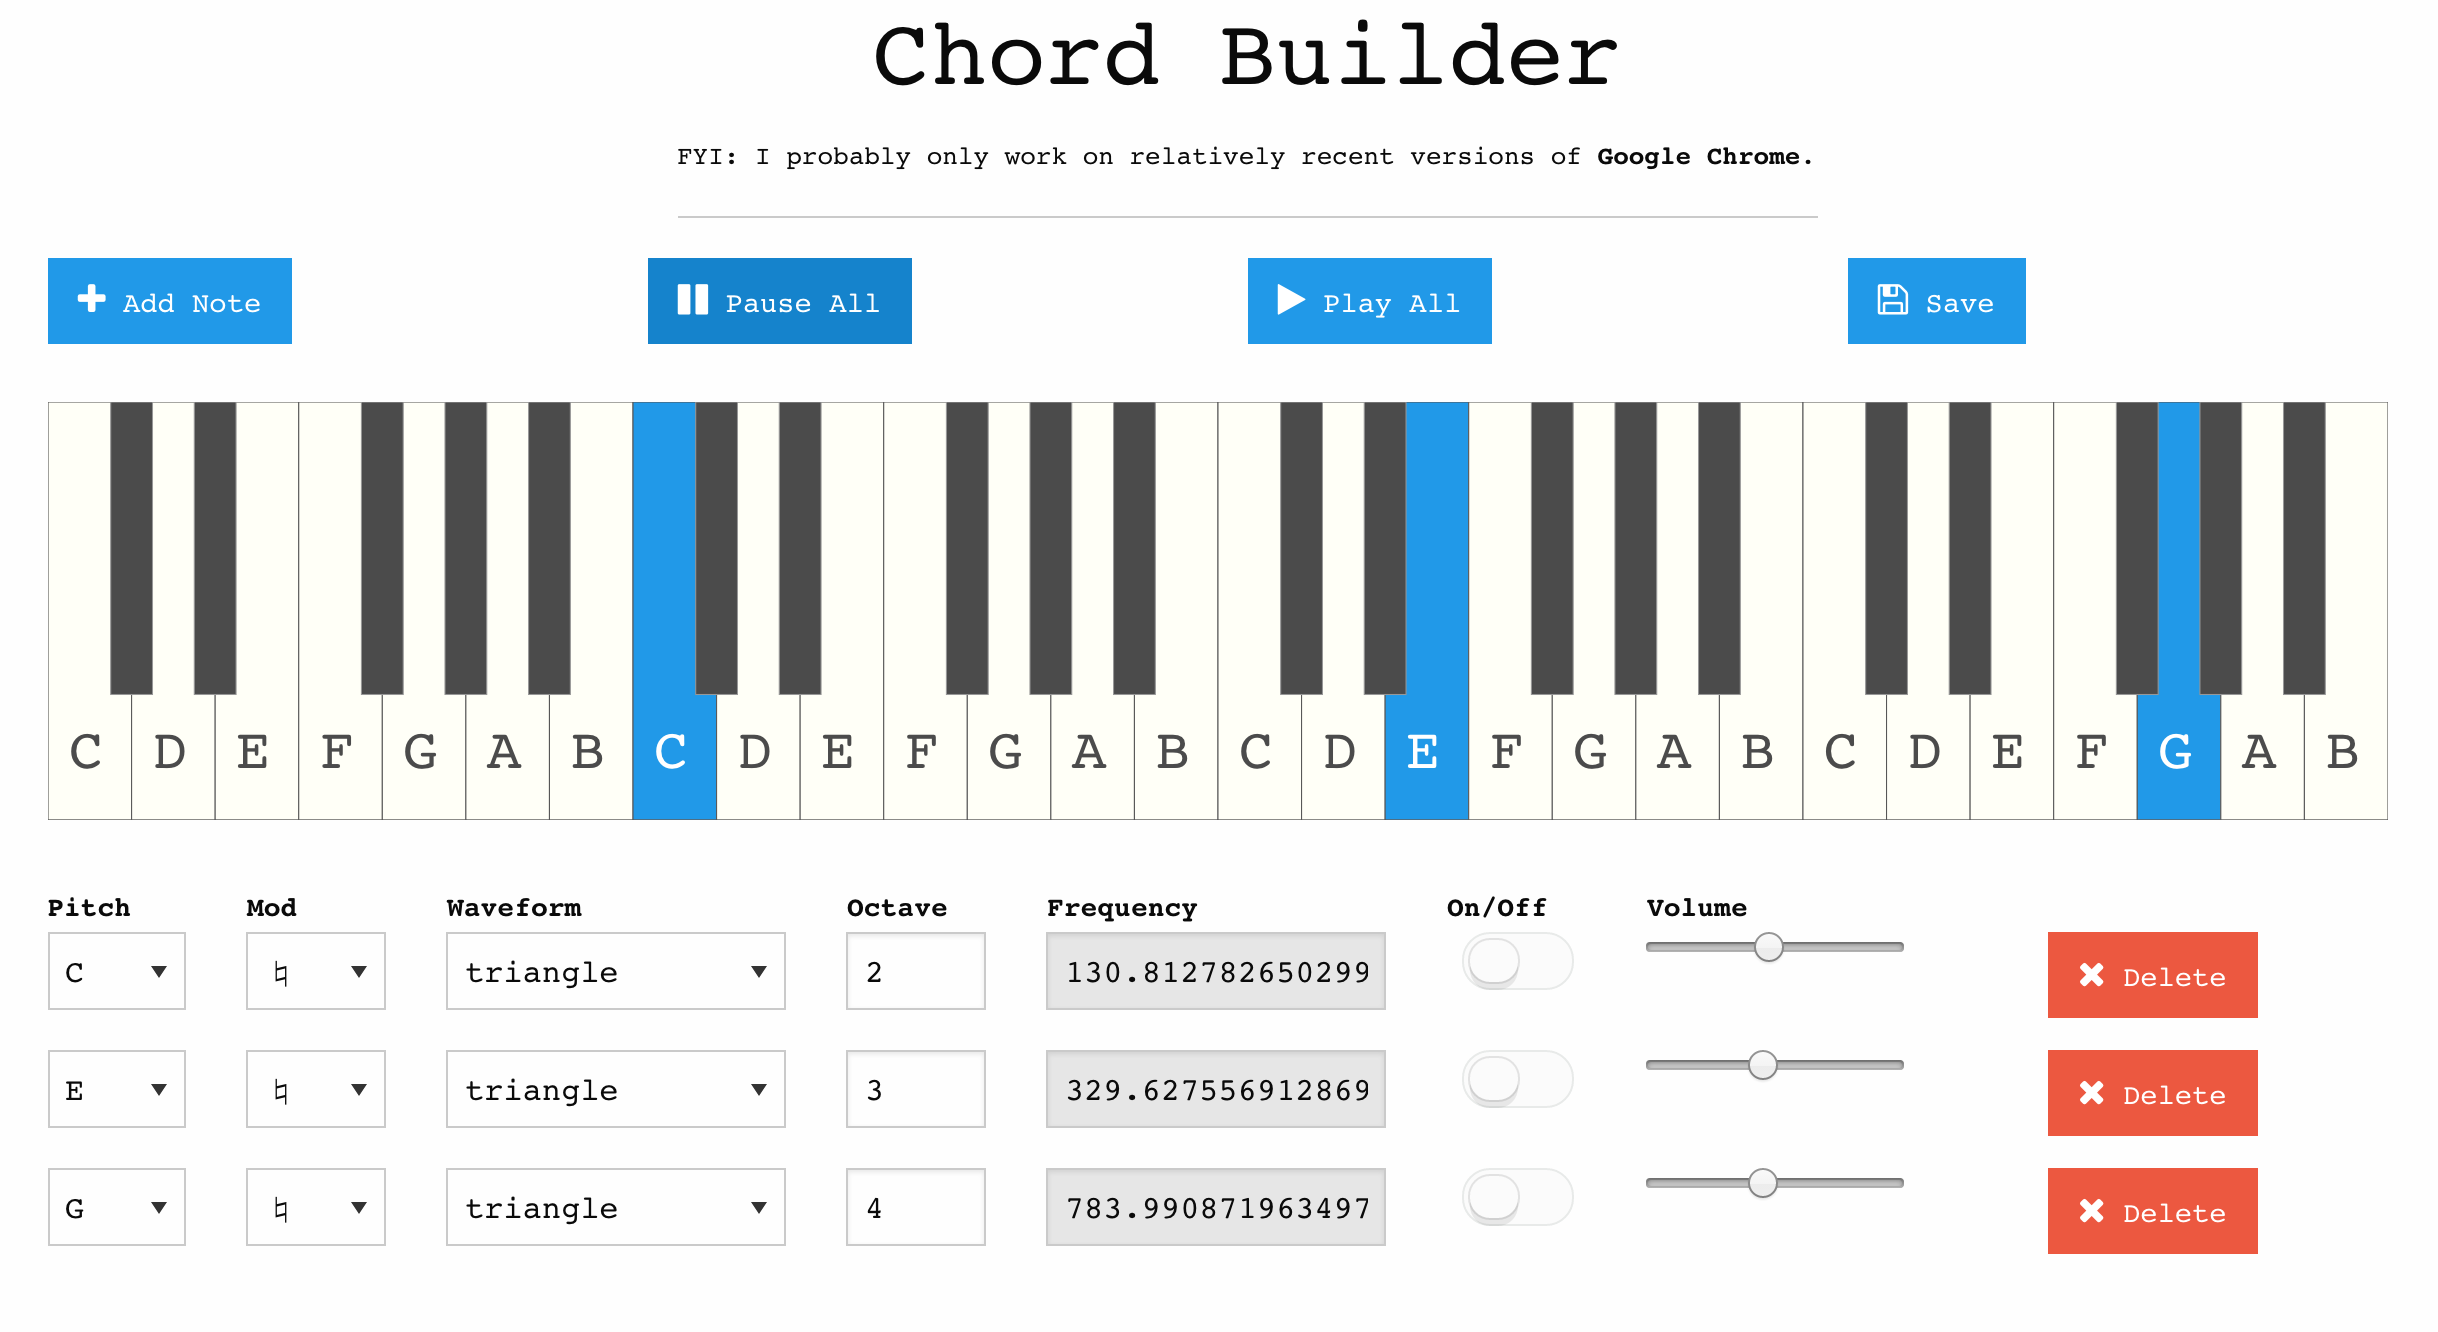 Chord Builder
FYI: I probably only work on relatively recent versions of Google Chrome.
Add Note Pause All Play All Save
C D E F G A B C D E F G A B C D E F G A B C D E F G A B
Pitch Mod Waveform Octave Frequency On/Off Volume
C ♮ triangle 2 130.812782650299 Delete
E ♮ triangle 3 329.627556912869 Delete
G ♮ triangle 4 783.990871963497 Delete